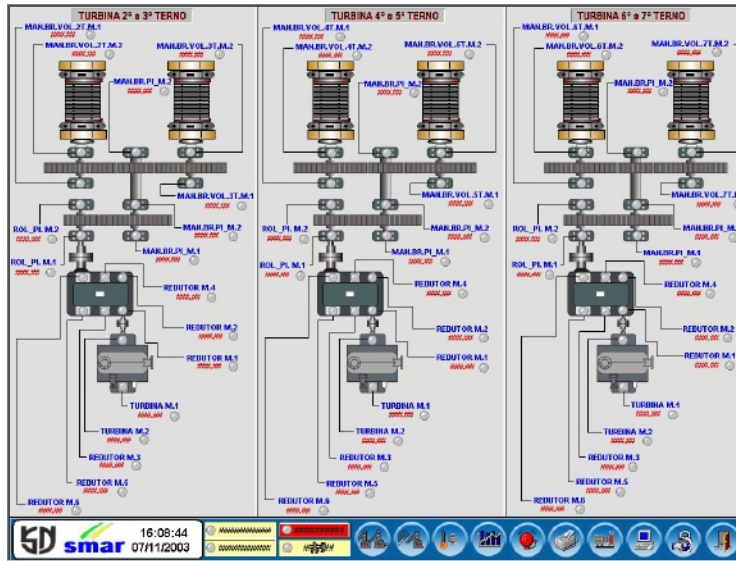 TURBINA 2º e 3º TERNO
MAN.BR.VOL.2T.M.1
MAN.BR.VOL.2T.M.2
MAN.BR.VOL.3T.M.2
MAN.BR.PI_M.2
MAN.BR.VOL.3T.M.1
ROL_PI.M.2
MAN.BR.PI_M.2
MAN.BR.PI_M.1
ROL_PI.M.1
REDUTOR M.4
REDUTOR M.2
REDUTOR M.1
TURBINA M.1
TURBINA M.2
REDUTOR M.3
REDUTOR M.5
REDUTOR M.6
TURBINA 4º e 5º TERNO
MAN.BR.VOL.4T.M.1
MAN.BR.VOL.4T.M.2
MAN.BR.VOL.5T.M.2
MAN.BR.PI_M.2
MAN.BR.VOL.5T.M.1
ROL_PI.M.2
MAN.BR.PI_M.2
MAN.BR.PI_M.1
ROL_PI.M.1
REDUTOR M.4
REDUTOR M.2
REDUTOR M.1
TURBINA M.1
TURBINA M.2
REDUTOR M.3
REDUTOR M.5
REDUTOR M.6
TURBINA 6º e 7º TERNO
MAN.BR.VOL.6T.M.1
MAN.BR.VOL.6T.M.2
MAN.BR.VOL.7T.M.2
MAN.BR.PI_M.2
MAN.BR.VOL.7T.M
ROL_PI.M.2
MAN.BR.PI_M.
MAN.BR.PI_M.1
ROL_PI.M.1
REDUTOR M.4
REDUTOR M.2
REDUTOR M.1
TURBINA M.1
TURBINA M.2
REDUTOR M.3
REDUTOR M.5
REDUTOR M.6
smar
16:08:44
07/11/2003